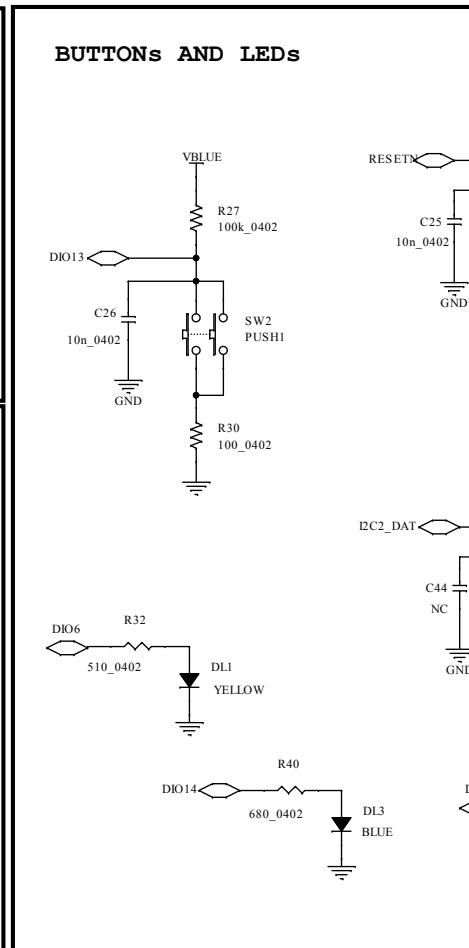 BUTTONs AND LEDs
VBLUE
RESETN
R27
100k_0402
C25
10n_0402
DIO13
GND
C26
10n_0402
SW2
PUSH1
GND
R30
100_0402
I2C2_DAT
C44
NC
DIO6
R32
510_0402
DL1
YELLOW
GND
R40
DIO14
680_0402
DL3
BLUE